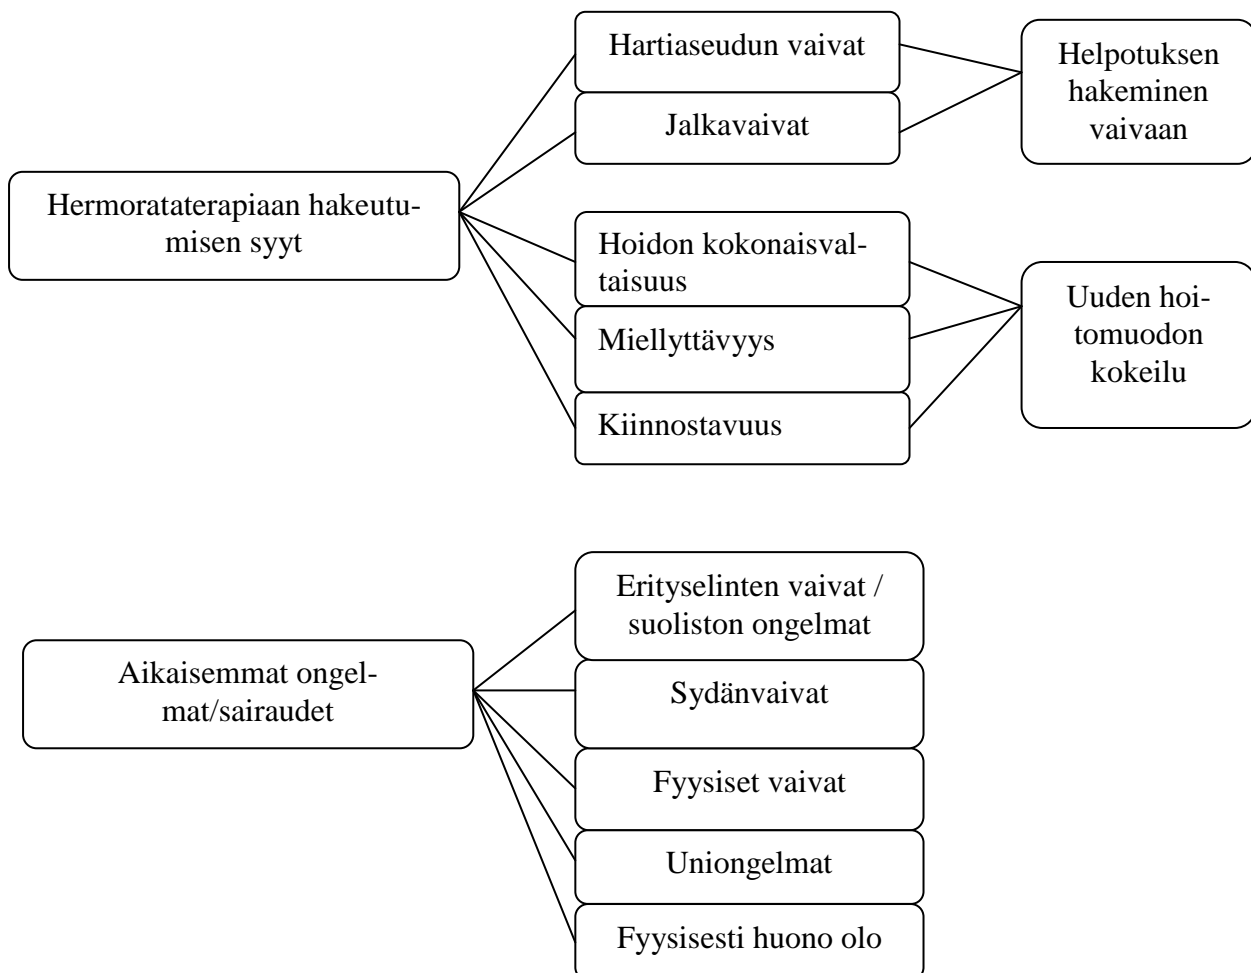 Hermorataterapiaan hakeutu-
misen syyt
Hartiaseudun vaivat
Jalkavaivat
Hoidon kokonaisval-
taisuus
Miellyttävyys
Kiinnostavuus
Helpotuksen
hakeminen
vaivaan
Uuden hoi-
tomuodon
kokeilu
Aikaisemmat ongel-
mat/sairaudet
Erityselinten vaivat /
suoliston ongelmat
Sydänvaivat
Fyysiset vaivat
Uniongelmat
Fyysisesti huono olo